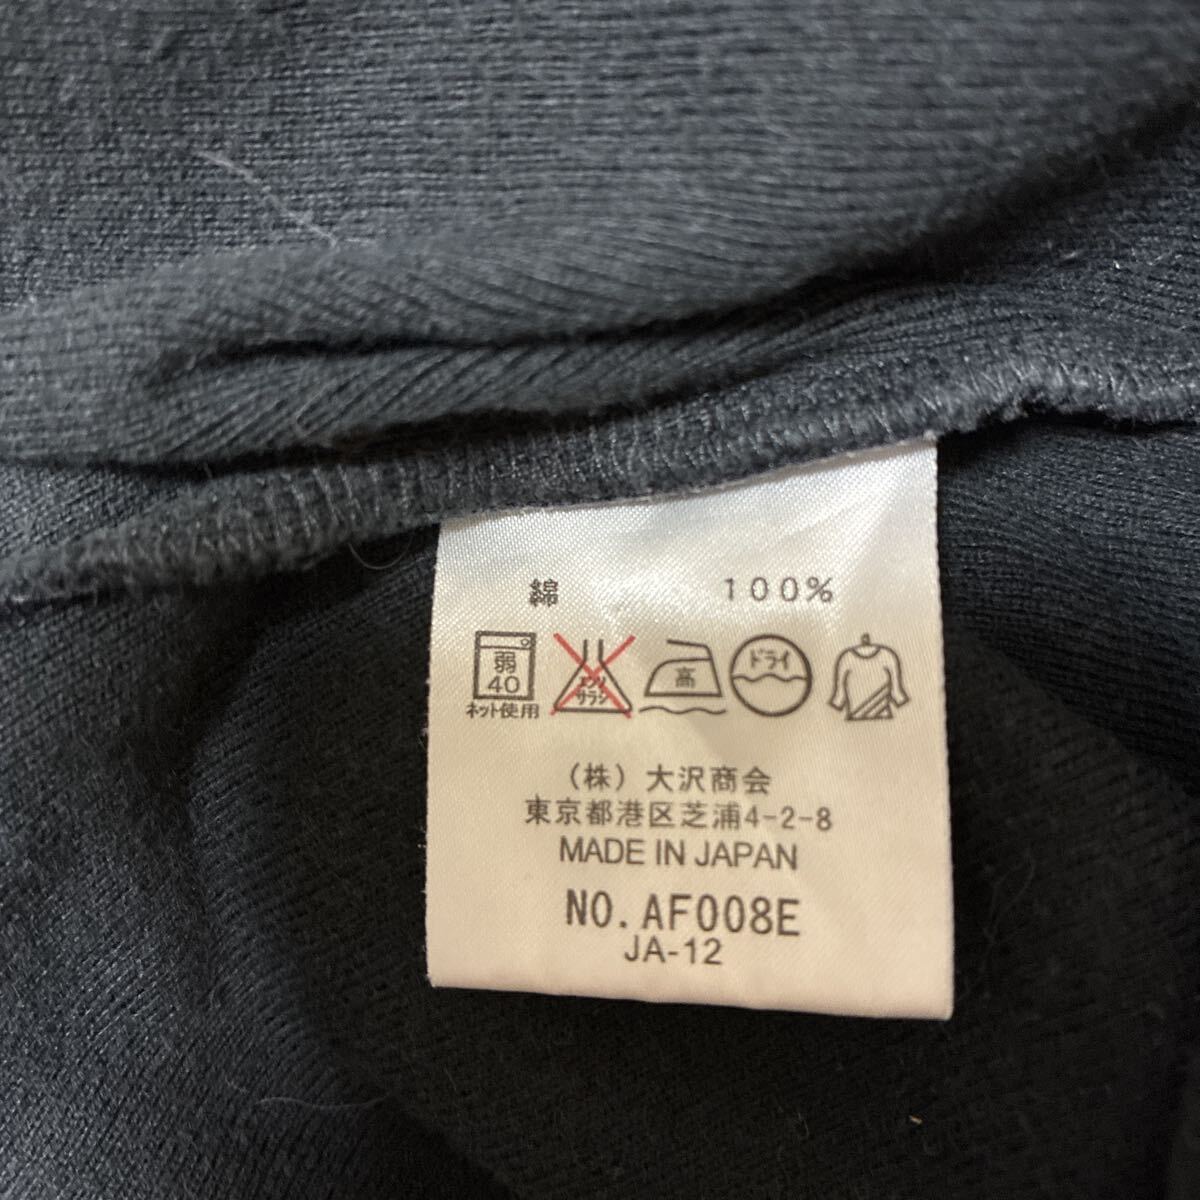 綿 100%
弱 エンソ 高 ドライ
40 サラシ
ネット使用
(株)大沢商会
東京都港区芝浦4-2-8
MADE IN JAPAN
NO. AF008E
JA-12